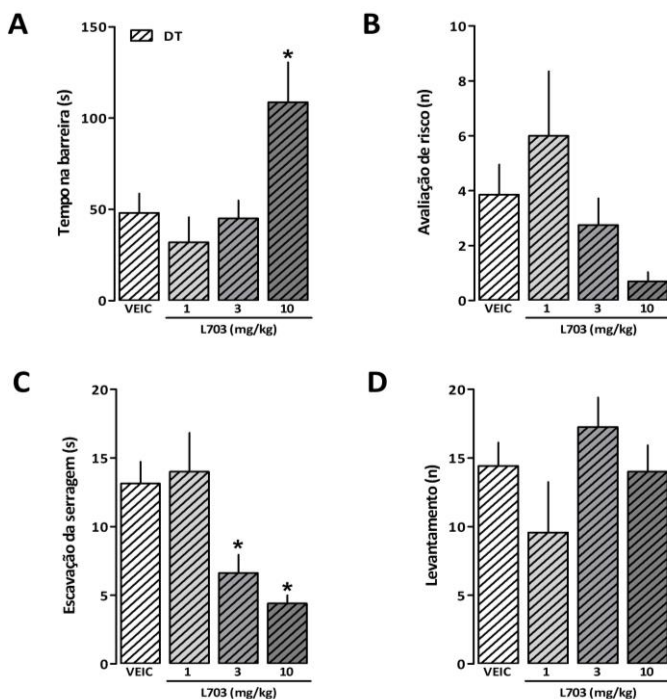 A
Tempo na barreira (s)
150
100
50
0
DT
*
VEIC 1 3 10
L703 (mg/kg)
B
Avaliação de risco (n)
10
8
6
4
2
0
VEIC 1 3 10
L703 (mg/kg)
C
Escavação da serragem (s)
20
15
10
5
0
*
*
VEIC 1 3 10
L703 (mg/kg)
D
Levantamento (n)
20
15
10
5
0
VEIC 1 3 10
L703 (mg/kg)